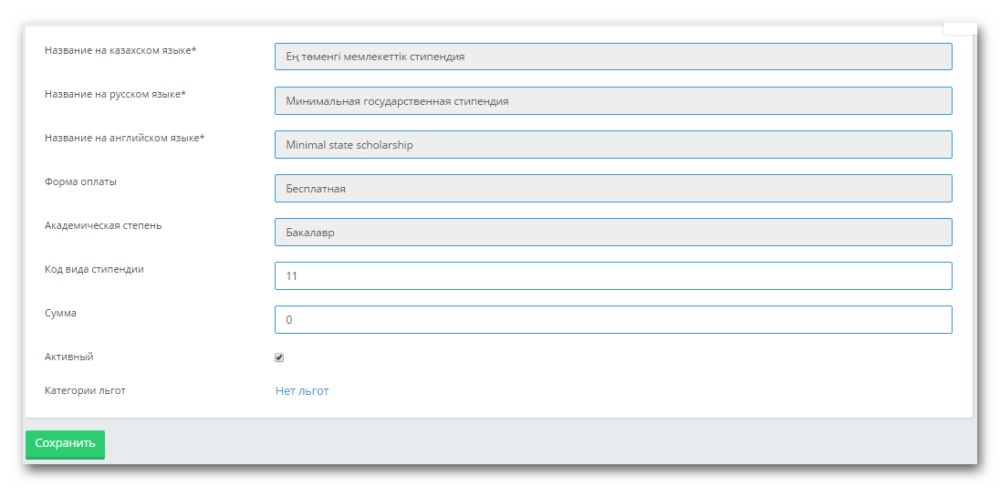 Название на казахском языке*
Ең төменгі мемлекеттік стипендия
Название на русском языке*
Минимальная государственная стипендия
Название на английском языке*
Minimal state scholarship
Форма оплаты
Бесплатная
Академическая степень
Бакалавр
Код вида стипендии
11
Сумма
0
Активный
Категории льгот
Нет льгот
Сохранить